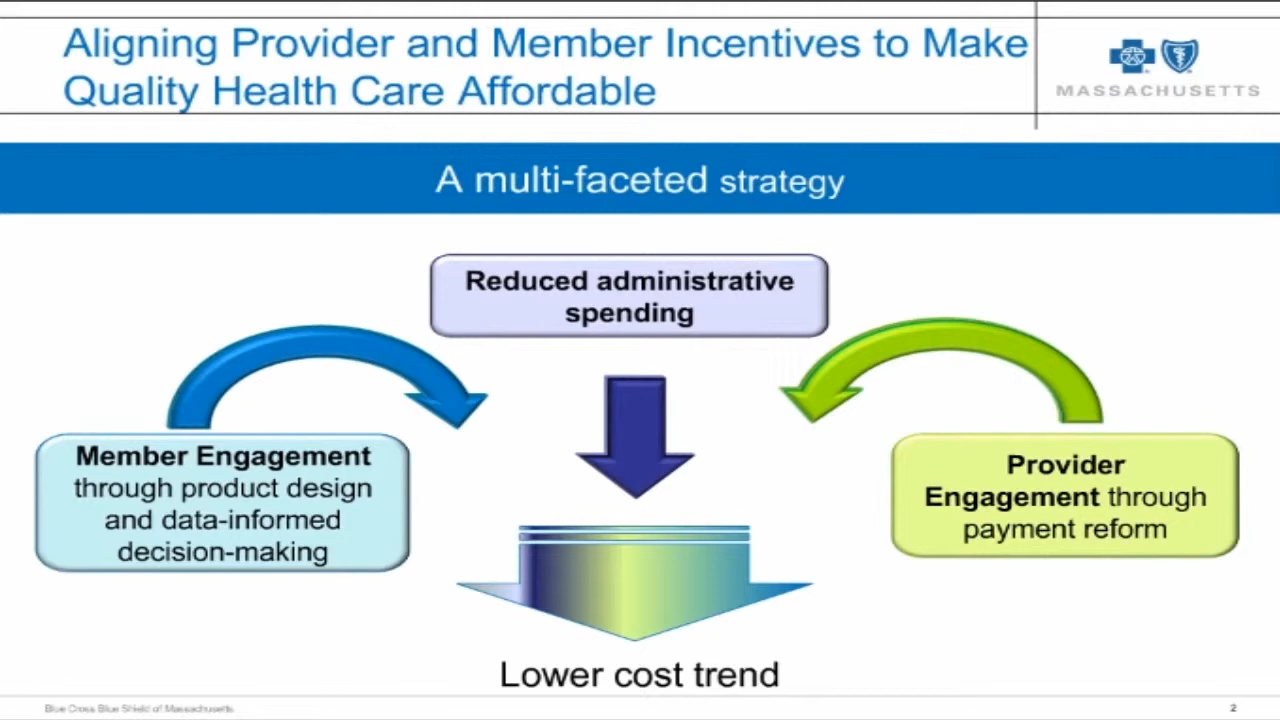 Aligning Provider and Member Incentives to Make
Quality Health Care Affordable
MASSACHUSETTS
A multi-faceted strategy
Reduced administrative
spending
Member Engagement
through product design
and data-informed
decision-making
Provider
Engagement through
payment reform
Lower cost trend
Blue Cross Blue Shield of Massachusetts
2